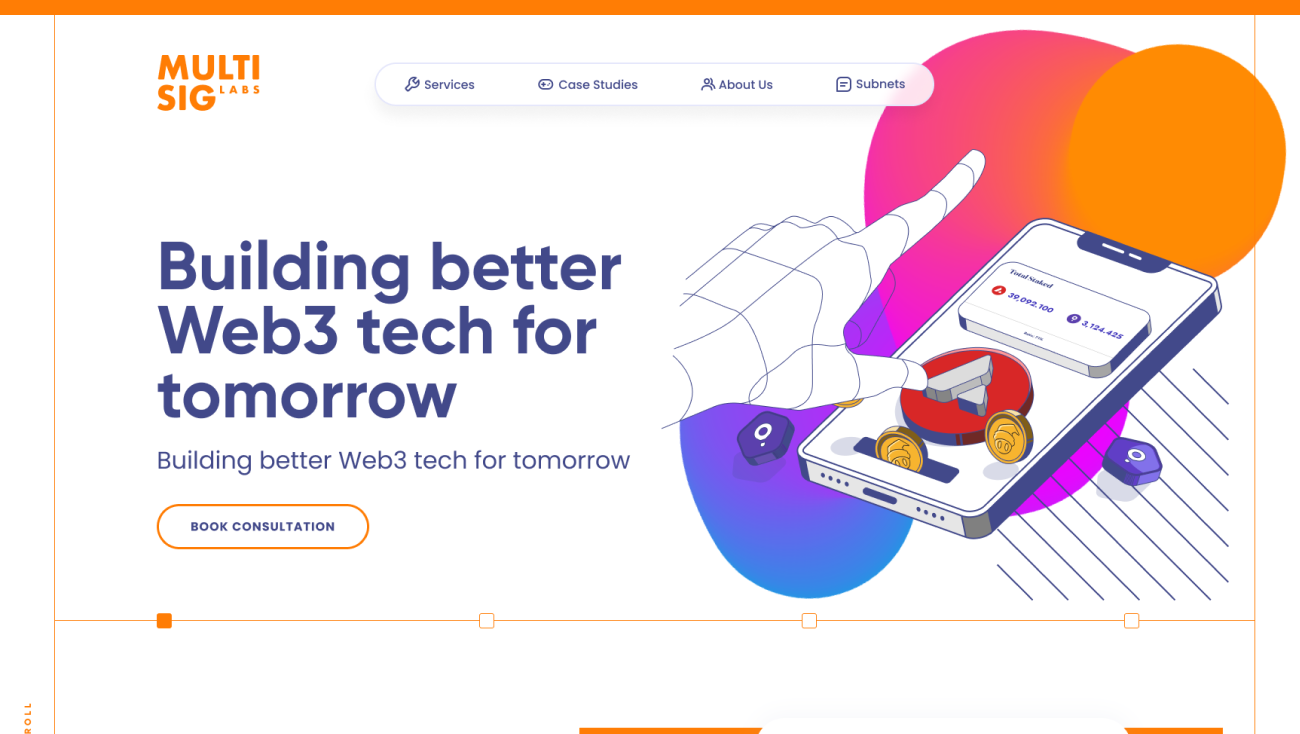 MULTI
SIG LABS
Services
Case Studies
About Us
Subnets
Building better
Web3 tech for
tomorrow
Building better Web3 tech for tomorrow
BOOK CONSULTATION
Total Staked
39,092,100
3,124,425
ROLL